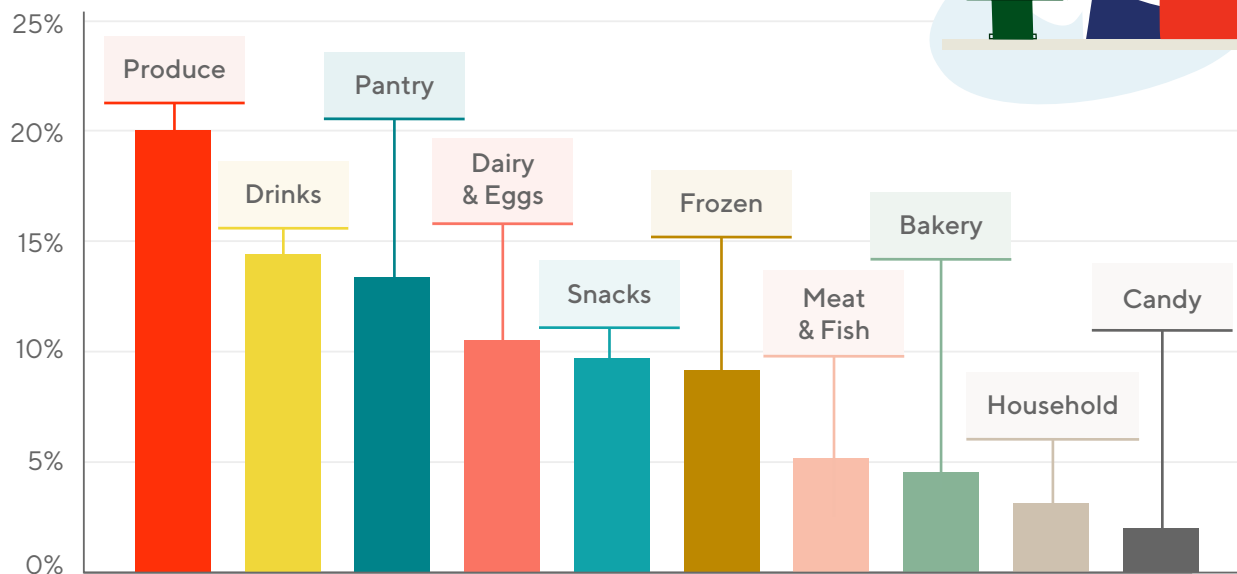 25%
20%
15%
10%
5%
0%
Produce
Drinks
Pantry
Dairy
& Eggs
Snacks
Frozen
Meat
& Fish
Bakery
Household
Candy